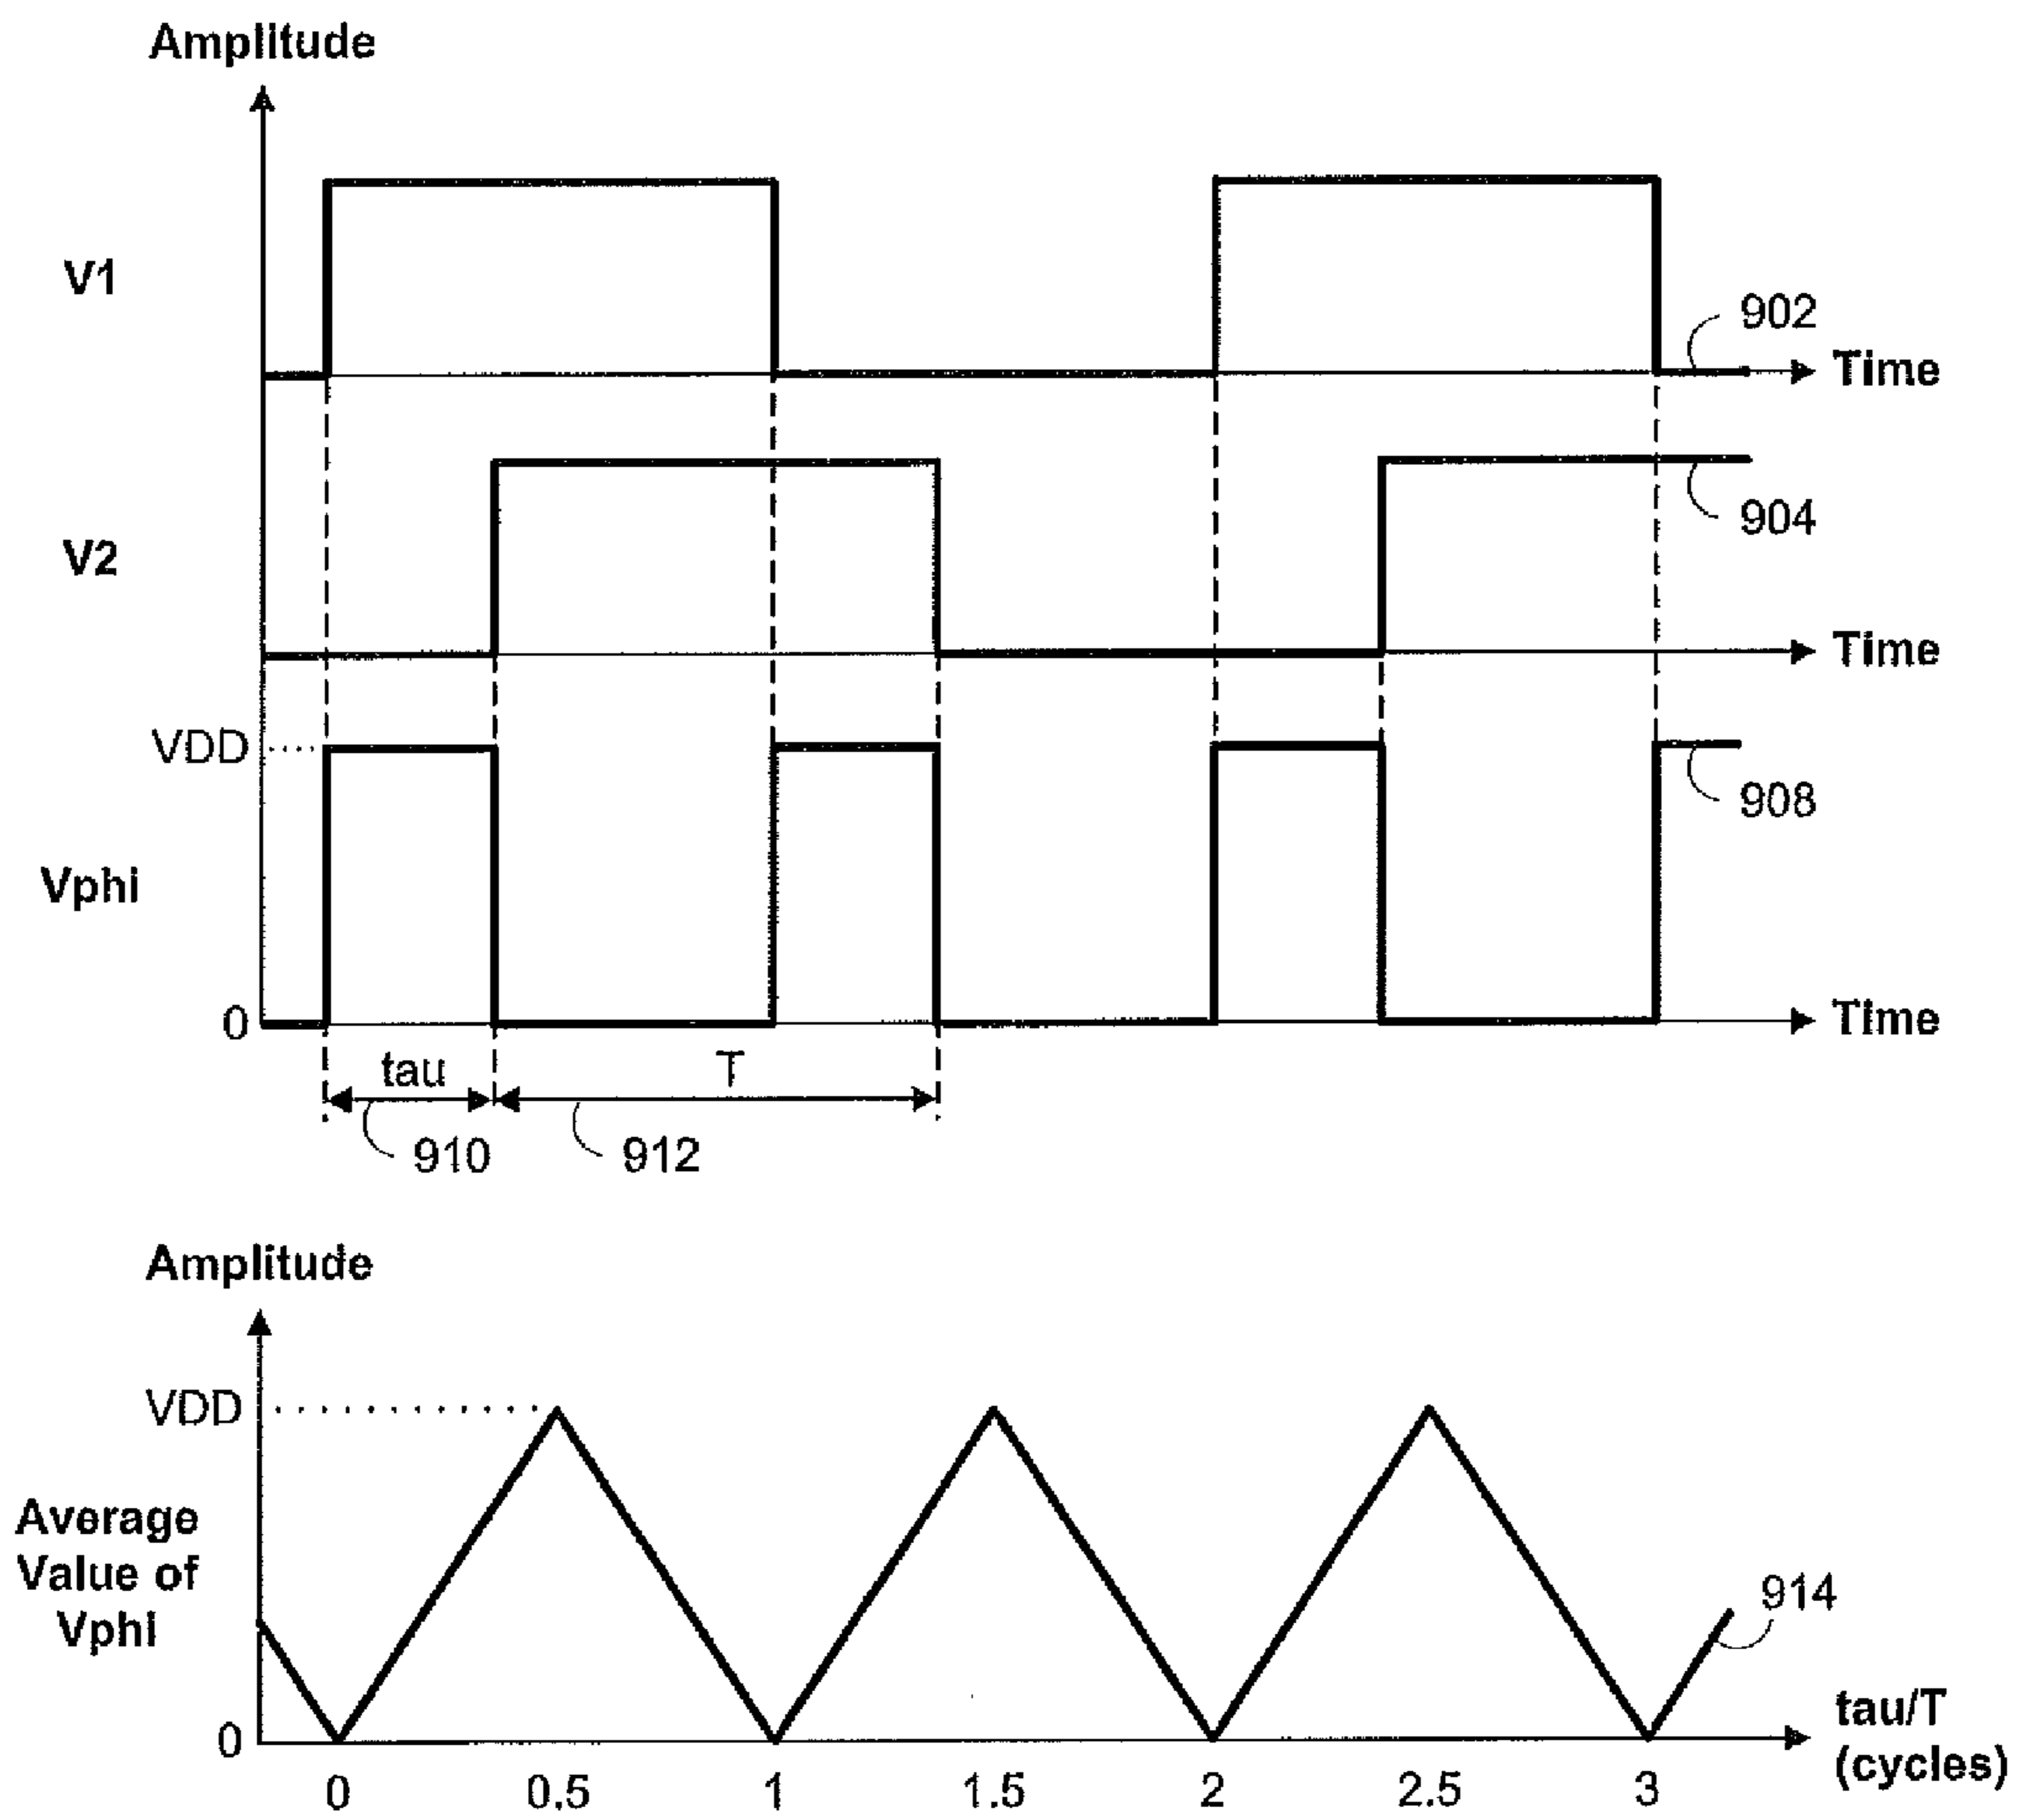 Amplitude
V1
902
Time
V2
904
Time
VDD
Vphi
908
0
Time
tau
T
910
912
Amplitude
VDD
Average
Value of
Vphi
914
0
tau/T
(cycles)
0
0.5
1
1.5
2
2.5
3